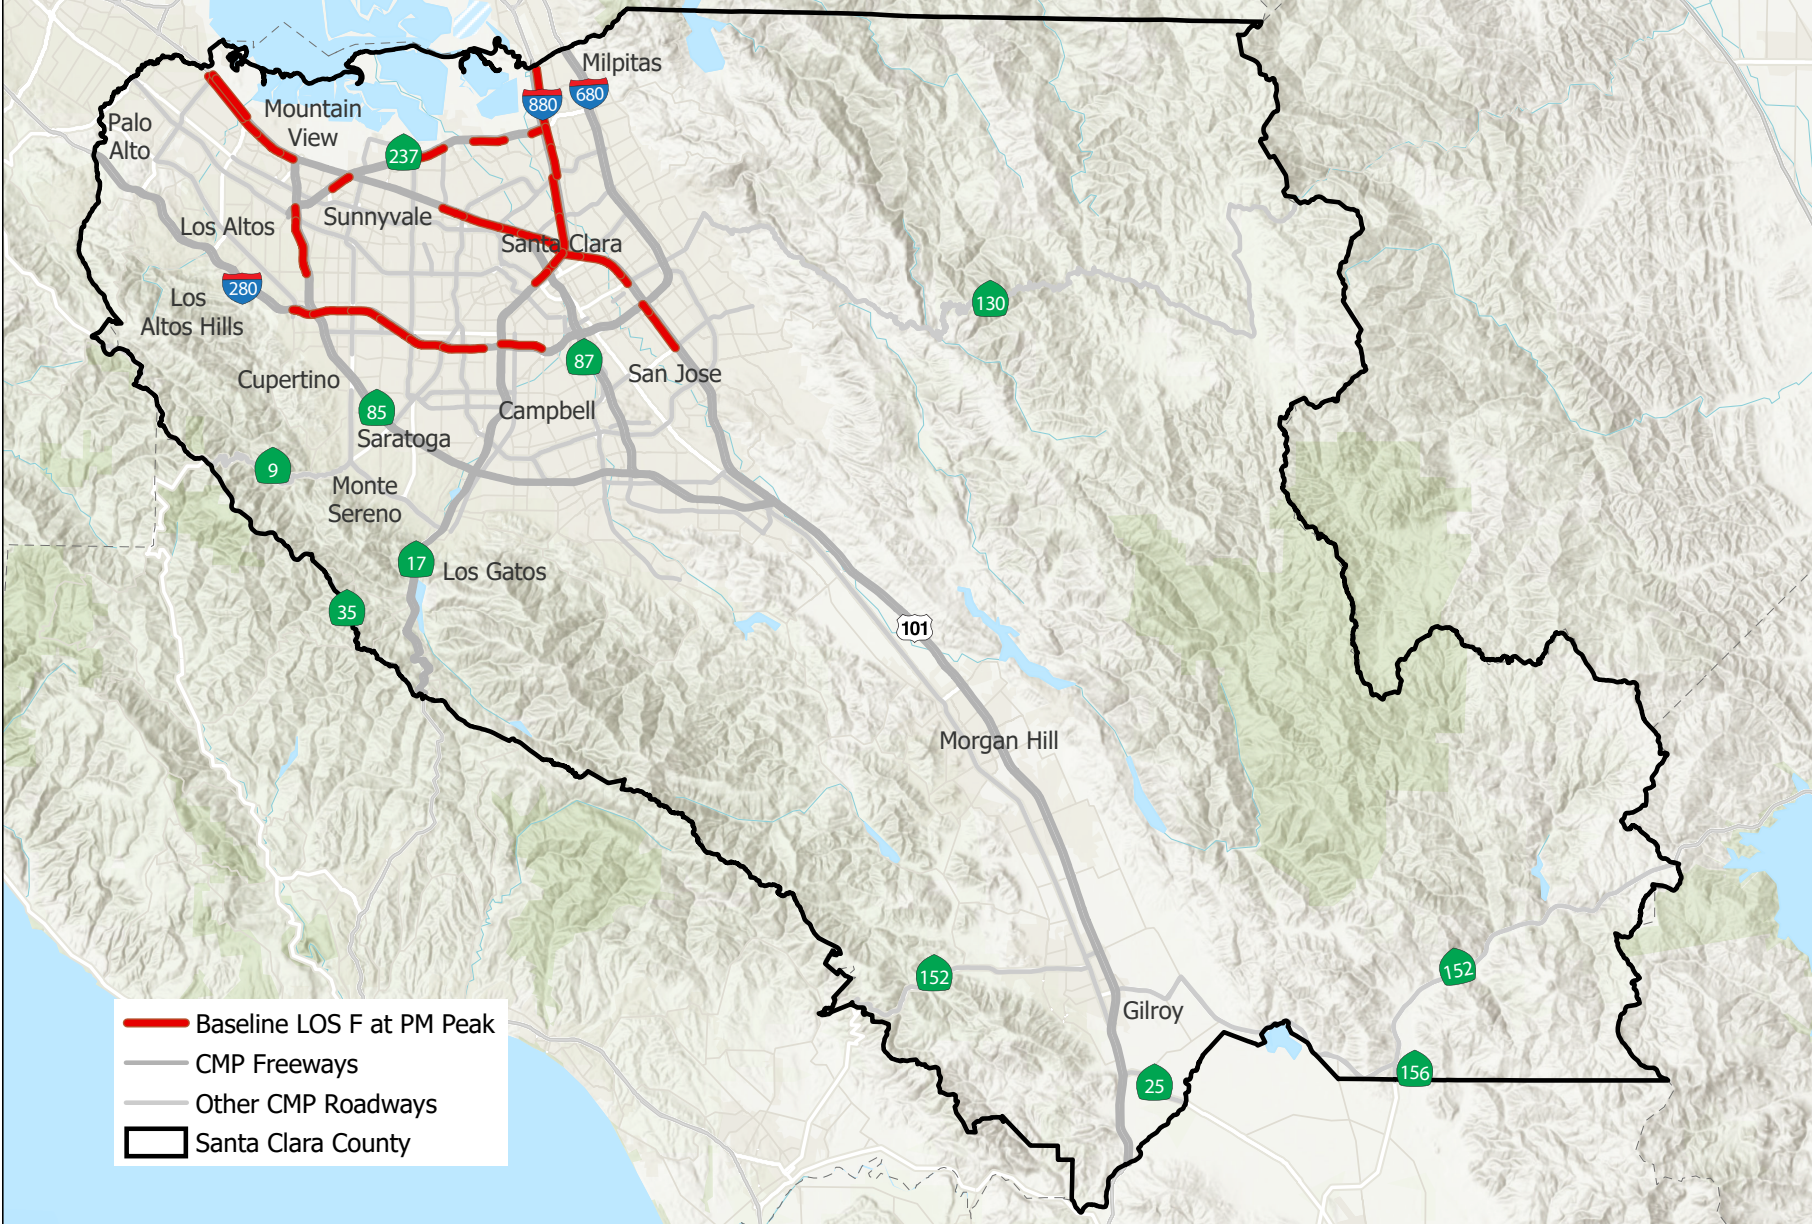 Milpitas
680
880
Mountain
View
Palo
Alto
237
Los Altos
Sunnyvale
Santa Clara
280
Los
Altos Hills
130
87
San Jose
Cupertino
85
Campbell
Saratoga
9
Monte
Sereno
17
Los Gatos
35
101
Morgan Hill
152
152
Gilroy
25
156
Baseline LOS F at PM Peak
CMP Freeways
Other CMP Roadways
Santa Clara County